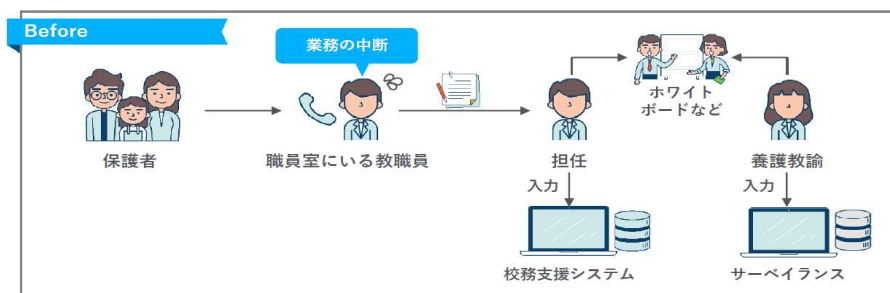 Before
業務の中断
保護者
職員室にいる教職員
担任
ホワイト
ボードなど
養護教諭
入力
入力
校務支援システム
サーベイランス